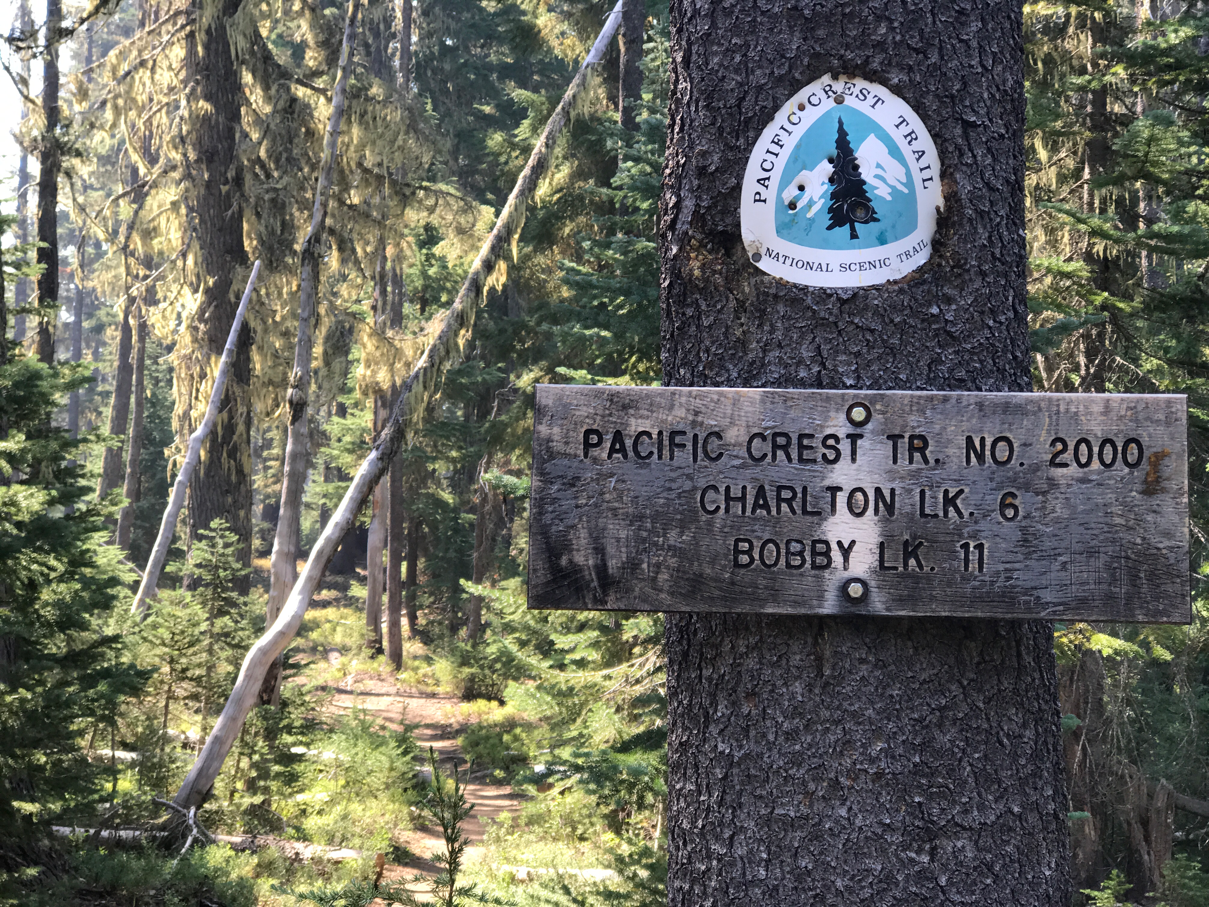 PACIFIC CREST TRAIL
NATIONAL SCENIC TRAIL
PACIFIC CREST TR. NO. 2000
CHARLTON LK. 6
BOBBY LK. 11